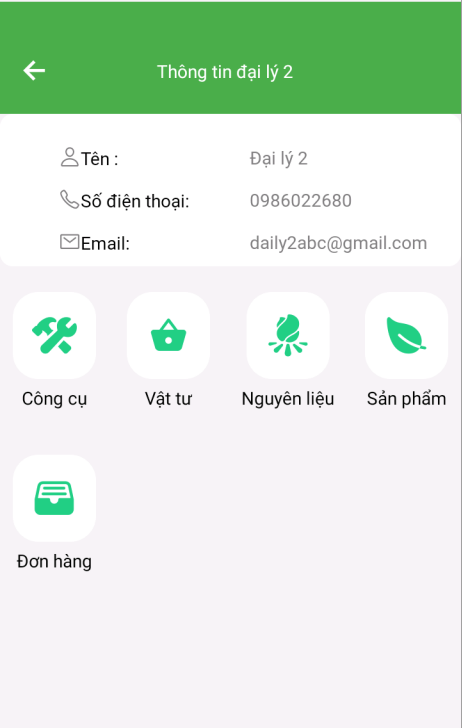 Thông tin đại lý 2
Tên : Đại lý 2
Số điện thoại: 0986022680
Email: daily2abc@gmail.com
Công cụ Vật tư Nguyên liệu Sản phẩm
Đơn hàng